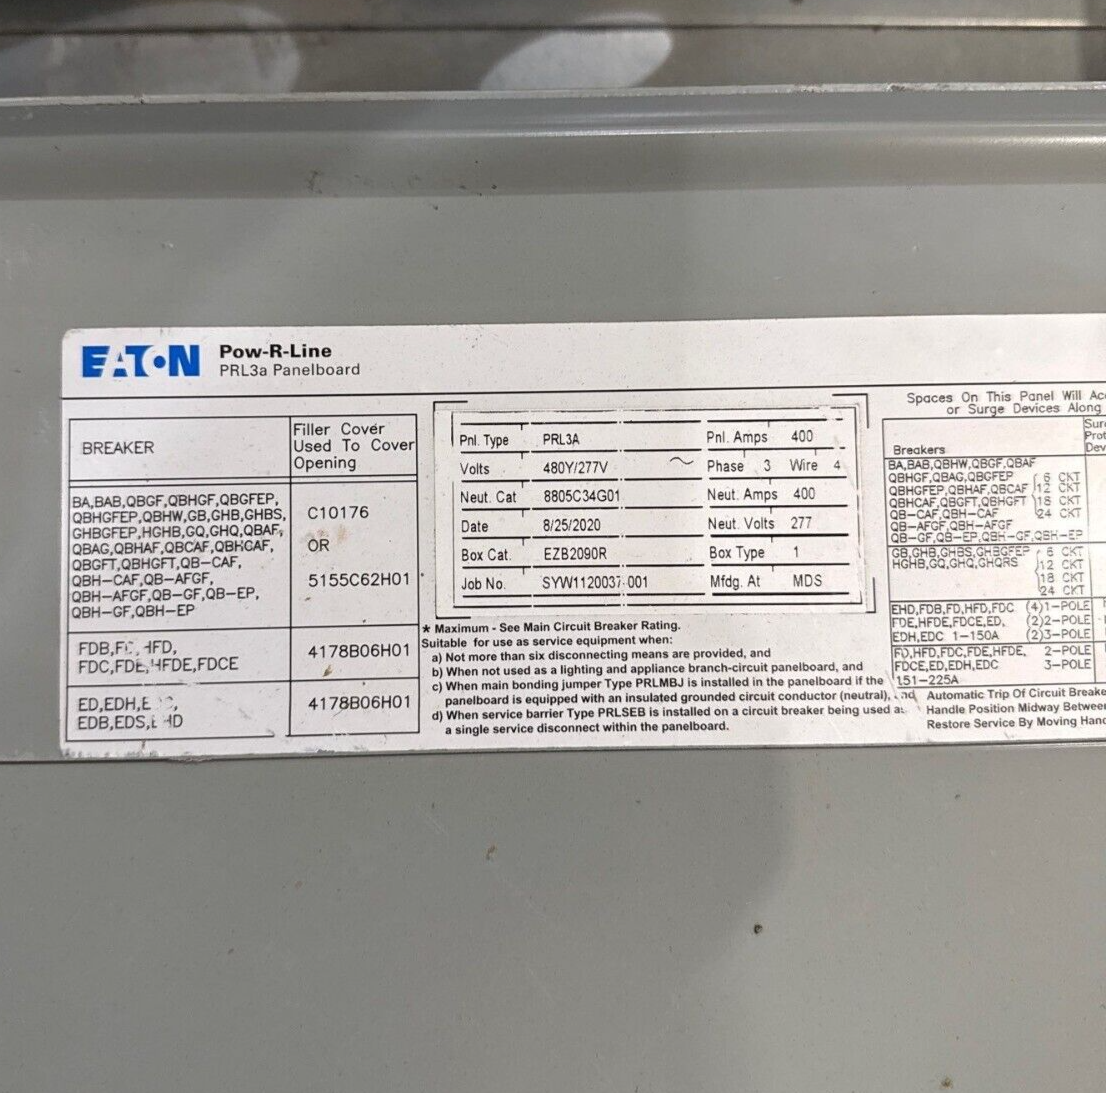 EATON
Pow-R-Line
PRL3a Panelboard
BREAKER
Filler Cover
Used To Cover
Opening
BA,BAB,QBGF,QBHGF,QBGFEP,
QBHGFEP,QBHW,GB,GHB,GHBS,
GHBGFEP,HGHB,GQ,GHQ,QBAF,
QBAG,QBHAF,QBCAF,QBHCAF,
QBGFT,QBHGFT,QB-CAF,
QBH-CAF,QB-AFGF,
QBH-AFGF,QB-GF,QB-EP,
QBH-GF,QBH-EP
C10176
OR
5155C62H01
FDB, HFD,
FDC,FDE,HFDE,FDCE
4178B06H01
ED,EDH,
EDB,EDS,
4178B06H01
Pnl. Type PRL3A Pnl. Amps 400
Volts 480Y/277V Phase 3 Wire 4
Neut. Cat 8805C34G01 Neut. Amps 400
Date 8/25/2020 Neut. Volts 277
Box Cat. EZB2090R Box Type 1
Job No. SYW1120037-001 Mfdg. At MDS
* Maximum - See Main Circuit Breaker Rating.
Suitable for use as service equipment when:
a) Not more than six disconnecting means are provided, and
b) When not used as a lighting and appliance branch-circuit panelboard, and
c) When main bonding jumper Type PRLMBJ is installed in the panelboard if the
panelboard is equipped with an insulated grounded circuit conductor (neutral), and
d) When service barrier Type PRLSEB is installed on a circuit breaker being used as
a single service disconnect within the panelboard.
Spaces On This Panel Will
or Surge Devices Along
Breakers
BA,BAB,QBHW,QBGF,QBAF
QBHGF,QBAG,QBGFEP 6 CKT
QBHGFEP,QBHAF,QBCAF 12 CKT
QBHCAF,QBGFT,QBHGFT 18 CKT
QB-CAF,QBH-CAF 24 CKT
QB-AFGF,QBH-AFGF
QB-GF,QB-EP,QBH-GF,QBH-EP
GB,GHB,GHBS,GHBGFEP 6 CKT
HGHB,GQ,GHQ,GHQRS 12 CKT
18 CKT
24 CKT
EHD,FDB,FD,HFD,FDC (4)1-POLE
FDE,HFDE,FDCE,ED, (2)2-POLE
EDH,EDC 1-150A (2)3-POLE
FD,HFD,FDC,FDE,HFDE, 2-POLE
FDCE,ED,EDH,EDC 3-POLE
151-225A
Automatic Trip Of Circuit
Handle Position Midway
Restore Service By Moving